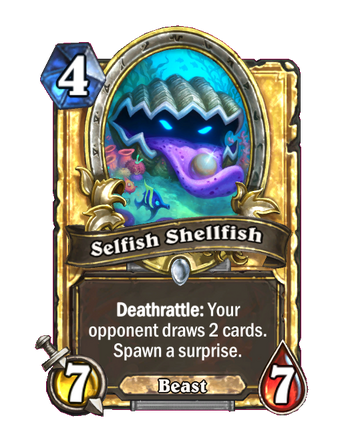 4
Selfish Shellfish
Deathrattle: Your
opponent draws 2 cards.
Spawn a surprise.
7
Beast
7